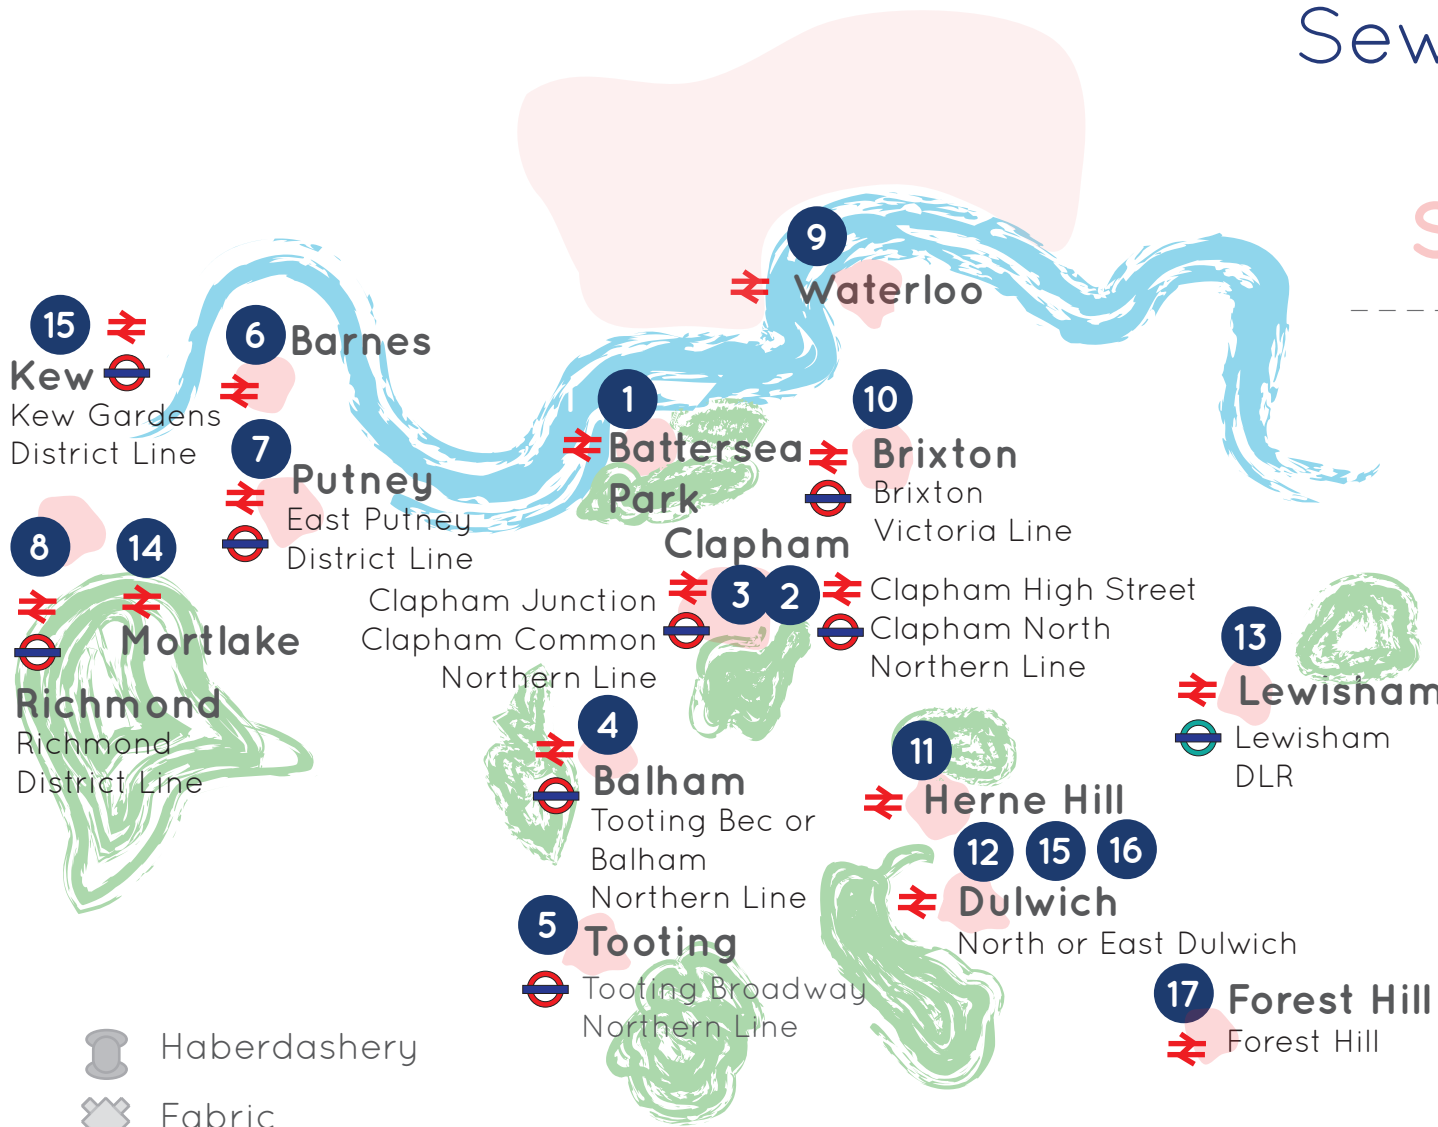 Sew
S
9
Waterloo
15
Kew
Kew Gardens
District Line
6
Barnes
7
Putney
East Putney
District Line
1
Battersea
Park
10
Brixton
Brixton
Victoria Line
8
14
Mortlake
Richmond
Richmond
District Line
Clapham
3
2
Clapham Junction
Clapham Common
Northern Line
Clapham High Street
Clapham North
Northern Line
13
Lewisham
Lewisham
DLR
4
Balham
Tooting Bec or
Balham
Northern Line
11
Herne Hill
12
15
16
Dulwich
North or East Dulwich
5
Tooting
Tooting Broadway
Northern Line
17
Forest Hill
Forest Hill
Haberdashery
Fabric